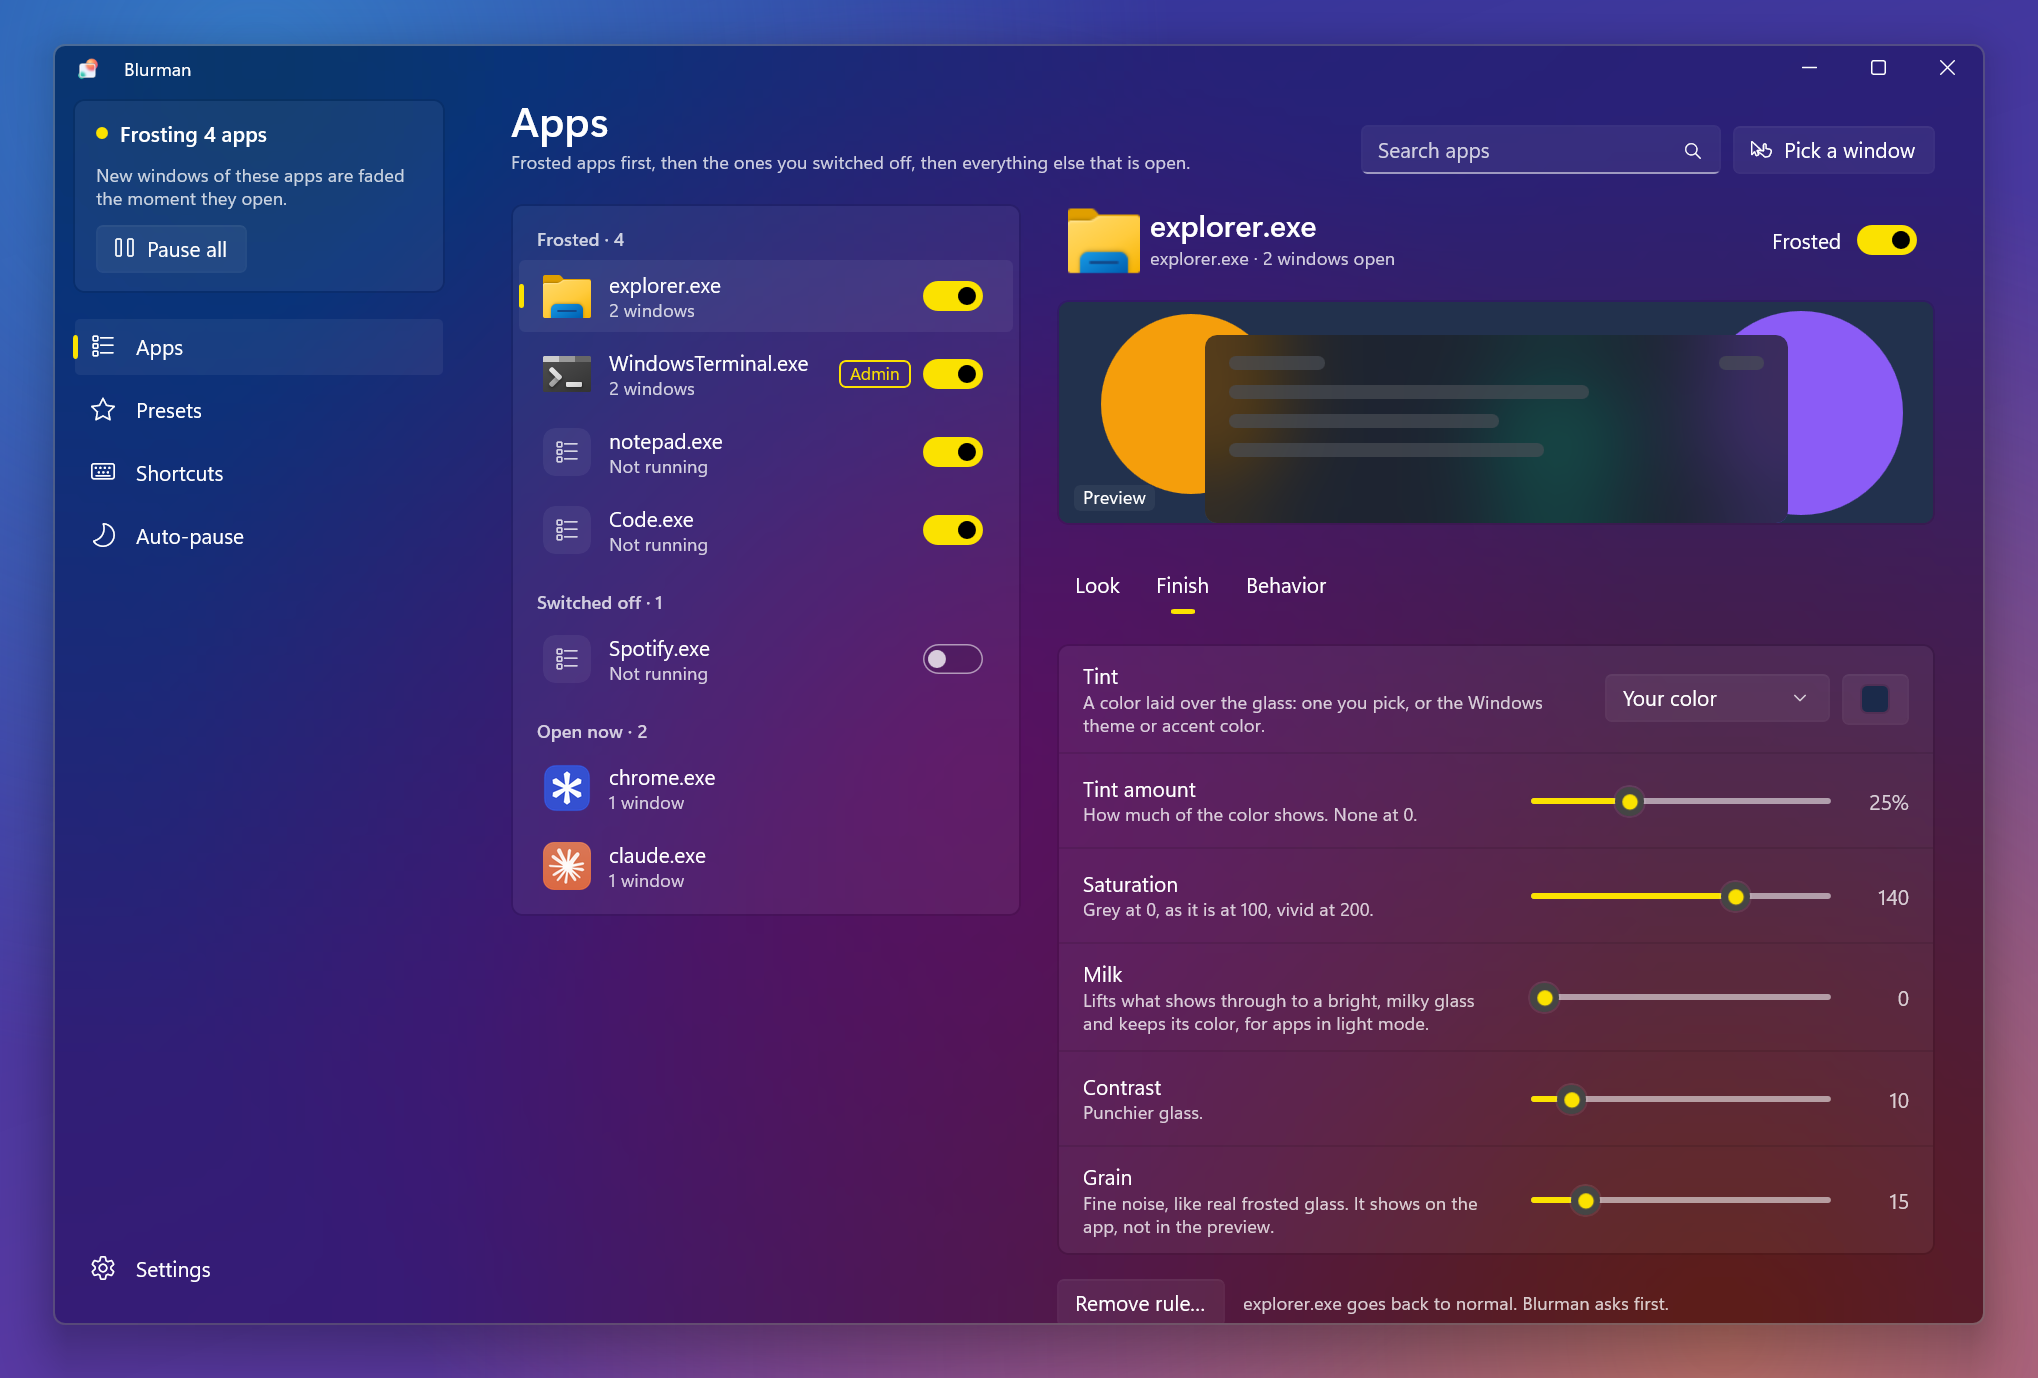 Blurman
Frosting 4 apps
New windows of these apps are faded
the moment they open.
Pause all
Apps
Presets
Shortcuts
Auto-pause
Settings
Apps
Frosted apps first, then the ones you switched off, then everything else that is open.
Search apps
Pick a window
Frosted · 4
explorer.exe
2 windows
WindowsTerminal.exe
2 windows
Admin
notepad.exe
Not running
Code.exe
Not running
Switched off · 1
Spotify.exe
Not running
Open now · 2
chrome.exe
1 window
claude.exe
1 window
explorer.exe
explorer.exe · 2 windows open
Frosted
Preview
Look
Finish
Behavior
Tint
A color laid over the glass: one you pick, or the Windows
theme or accent color.
Your color
Tint amount
How much of the color shows. None at 0.
25%
Saturation
Grey at 0, as it is at 100, vivid at 200.
140
Milk
Lifts what shows through to a bright, milky glass
and keeps its color, for apps in light mode.
0
Contrast
Punchier glass.
10
Grain
Fine noise, like real frosted glass. It shows on the
app, not in the preview.
15
Remove rule...
explorer.exe goes back to normal. Blurman asks first.